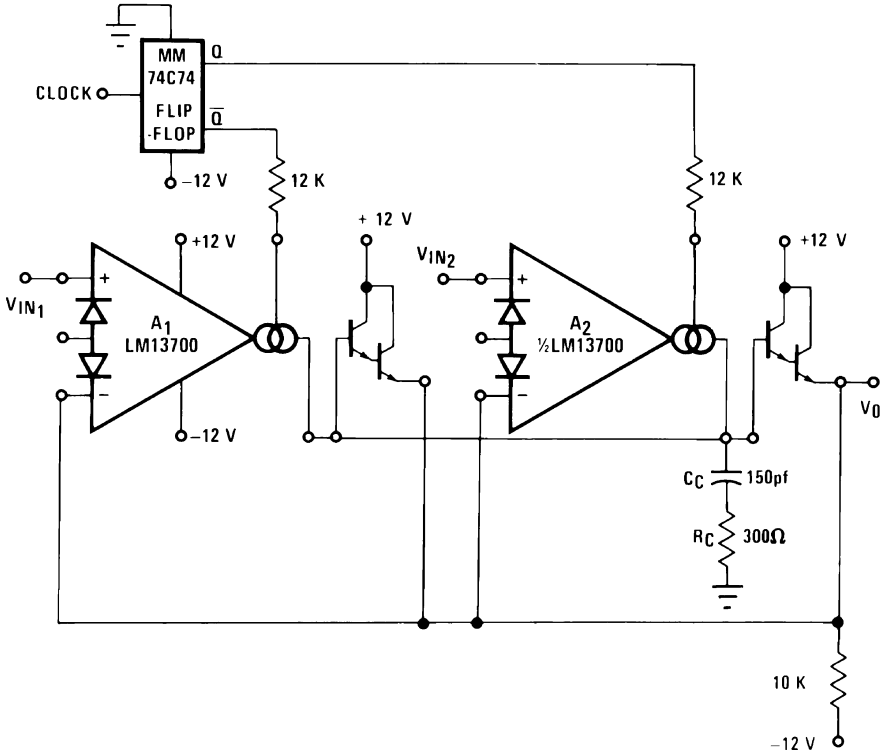 MM
74C74
FLIP
-FLOP
Q
Q̅
CLOCK
−12 V
12 K
12 K
+12 V
+ 12 V
+12 V
VIN1
+
A1
LM13700
−
−12 V
VIN2
+
A2
½LM13700
−
VO
CC
150pf
RC
300Ω
10 K
−12 V